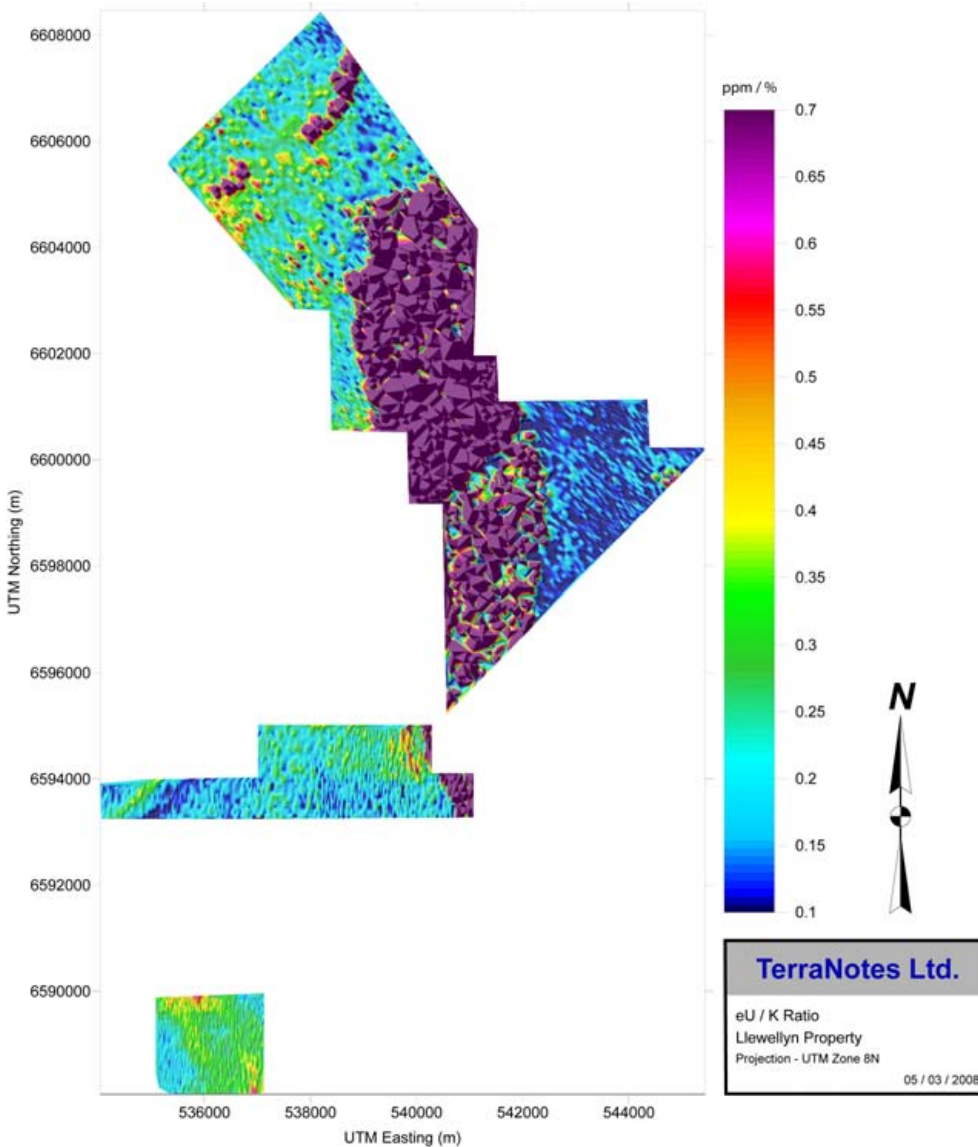 6608000
6606000
6604000
6602000
6600000
6598000
6596000
6594000
6592000
6590000
UTM Northing (m)
536000 538000 540000 542000 544000
UTM Easting (m)
ppm / %
0.7
0.65
0.6
0.55
0.5
0.45
0.4
0.35
0.3
0.25
0.2
0.15
0.1
N
TerraNotes Ltd.
eU / K Ratio
Llewellyn Property
Projection - UTM Zone 8N
05 / 03 / 2008